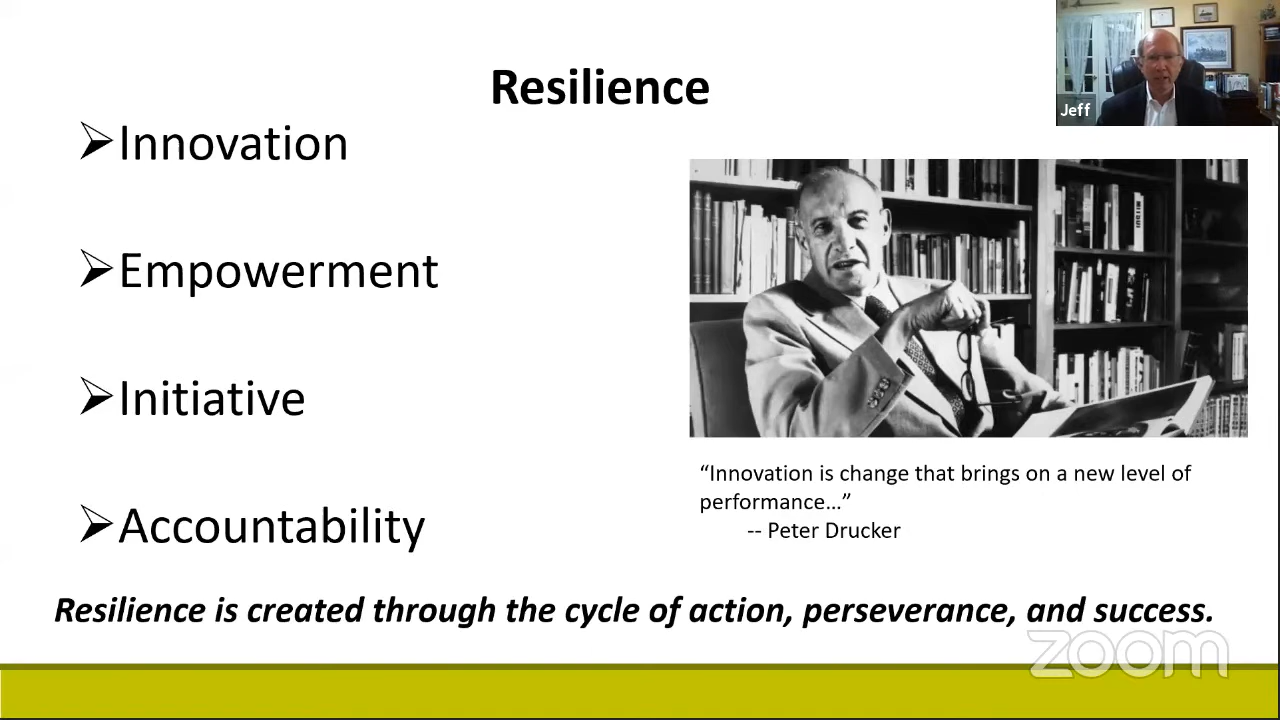 Resilience
Jeff
Innovation
Empowerment
Initiative
Accountability
“Innovation is change that brings on a new level of
performance…”
-- Peter Drucker
Resilience is created through the cycle of action, perseverance, and success.
zoom